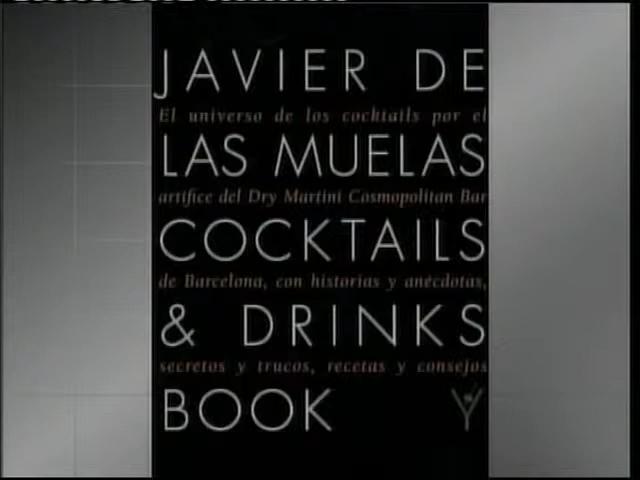 JAVIER DE
El universo de los cocktails por el
LAS MUELAS
artífice del Dry Martini Cosmopolitan Bar
COCKTAILS
de Barcelona, con historias y anécdotas,
& DRINKS
secretos y trucos, recetas y consejos
BOOK